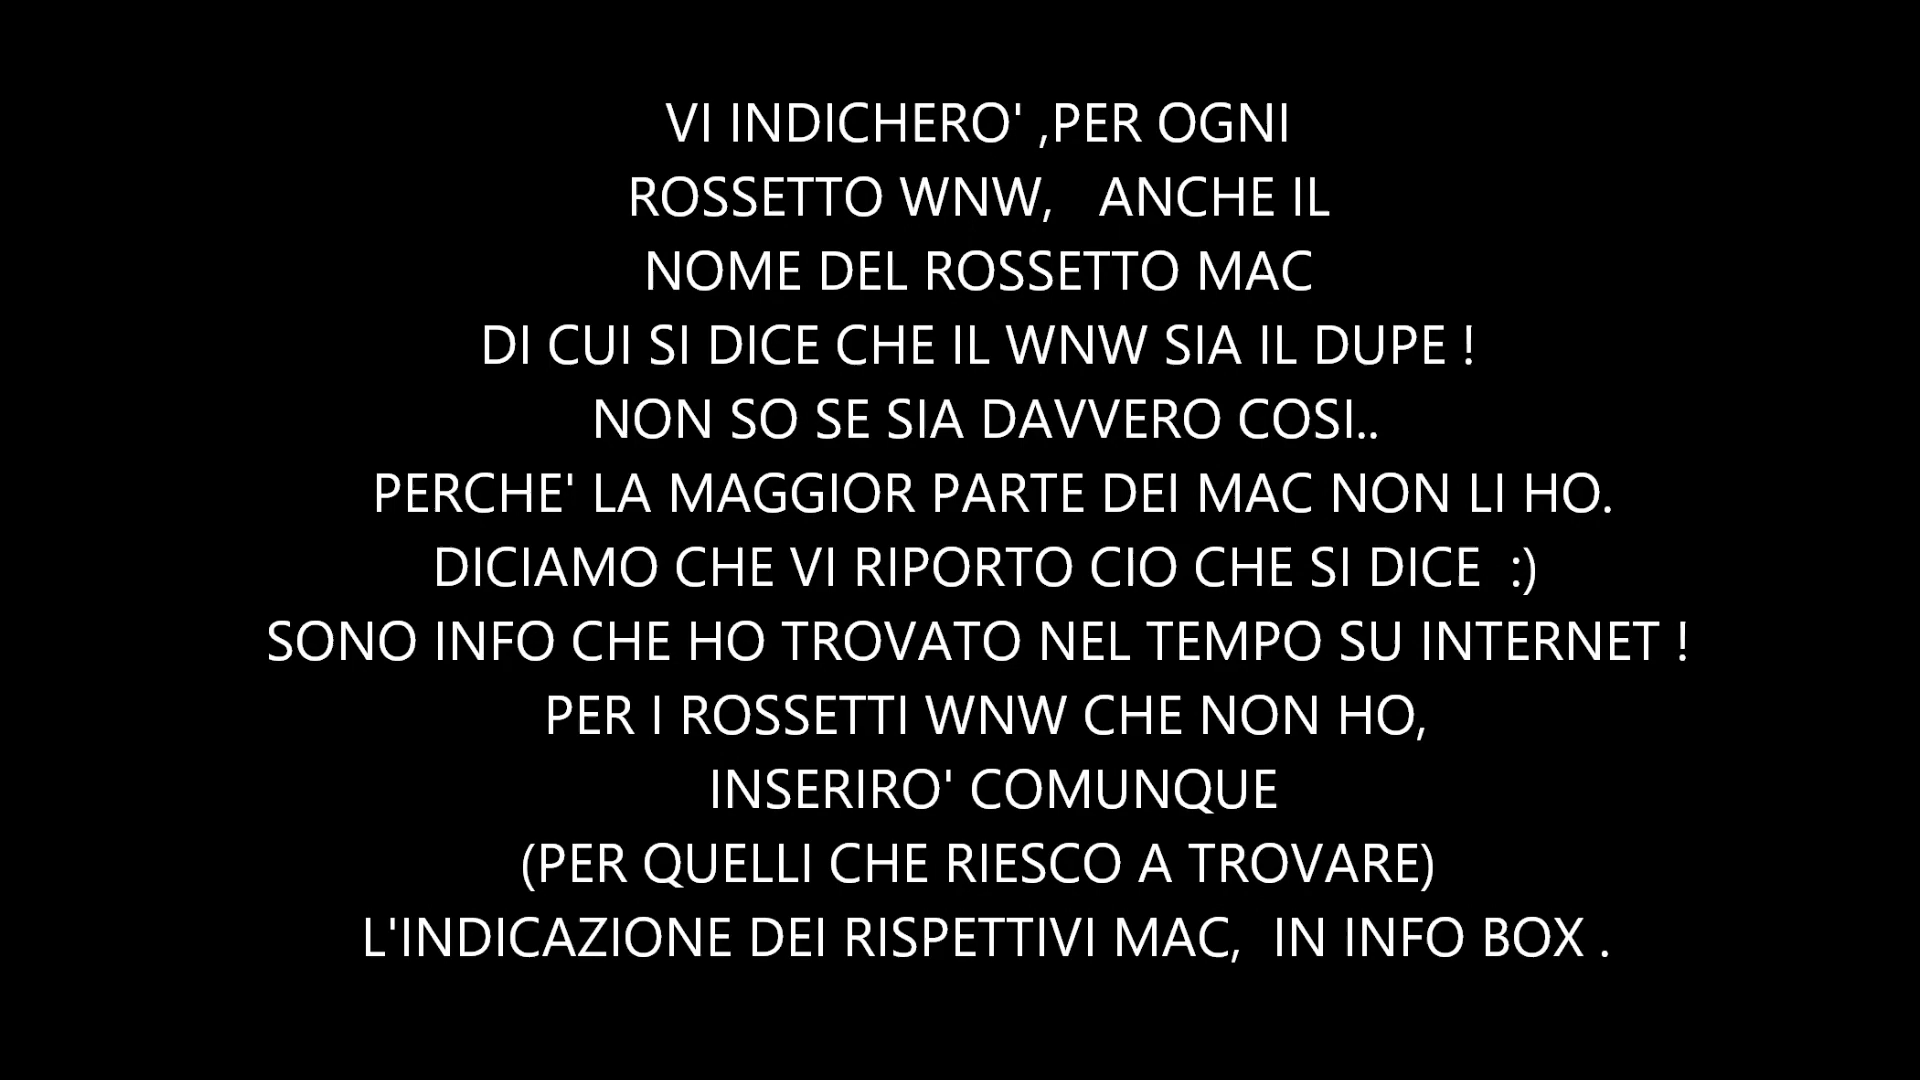 VI INDICHERO' ,PER OGNI
ROSSETTO WNW,   ANCHE IL
NOME DEL ROSSETTO MAC
DI CUI SI DICE CHE IL WNW SIA IL DUPE !
NON SO SE SIA DAVVERO COSI..
PERCHE' LA MAGGIOR PARTE DEI MAC NON LI HO.
DICIAMO CHE VI RIPORTO CIO CHE SI DICE  :)
SONO INFO CHE HO TROVATO NEL TEMPO SU INTERNET !
PER I ROSSETTI WNW CHE NON HO,
INSERIRO' COMUNQUE
(PER QUELLI CHE RIESCO A TROVARE)
L'INDICAZIONE DEI RISPETTIVI MAC,  IN INFO BOX .